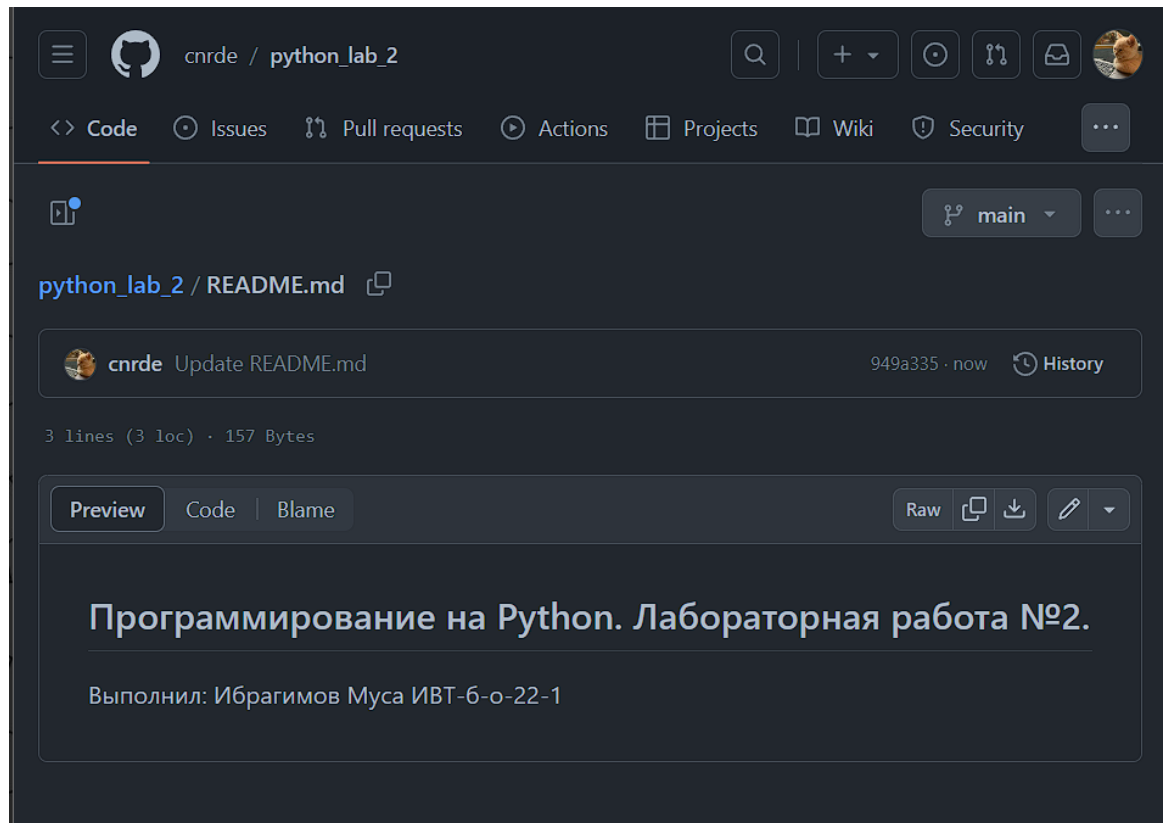 cnrde / python_lab_2
Code Issues Pull requests Actions Projects Wiki Security
main
python_lab_2 / README.md
cnrde Update README.md 949a335 · now History
3 lines (3 loc) · 157 Bytes
Preview Code Blame Raw
Программирование на Python. Лабораторная работа №2.
Выполнил: Ибрагимов Муса ИВТ-б-о-22-1